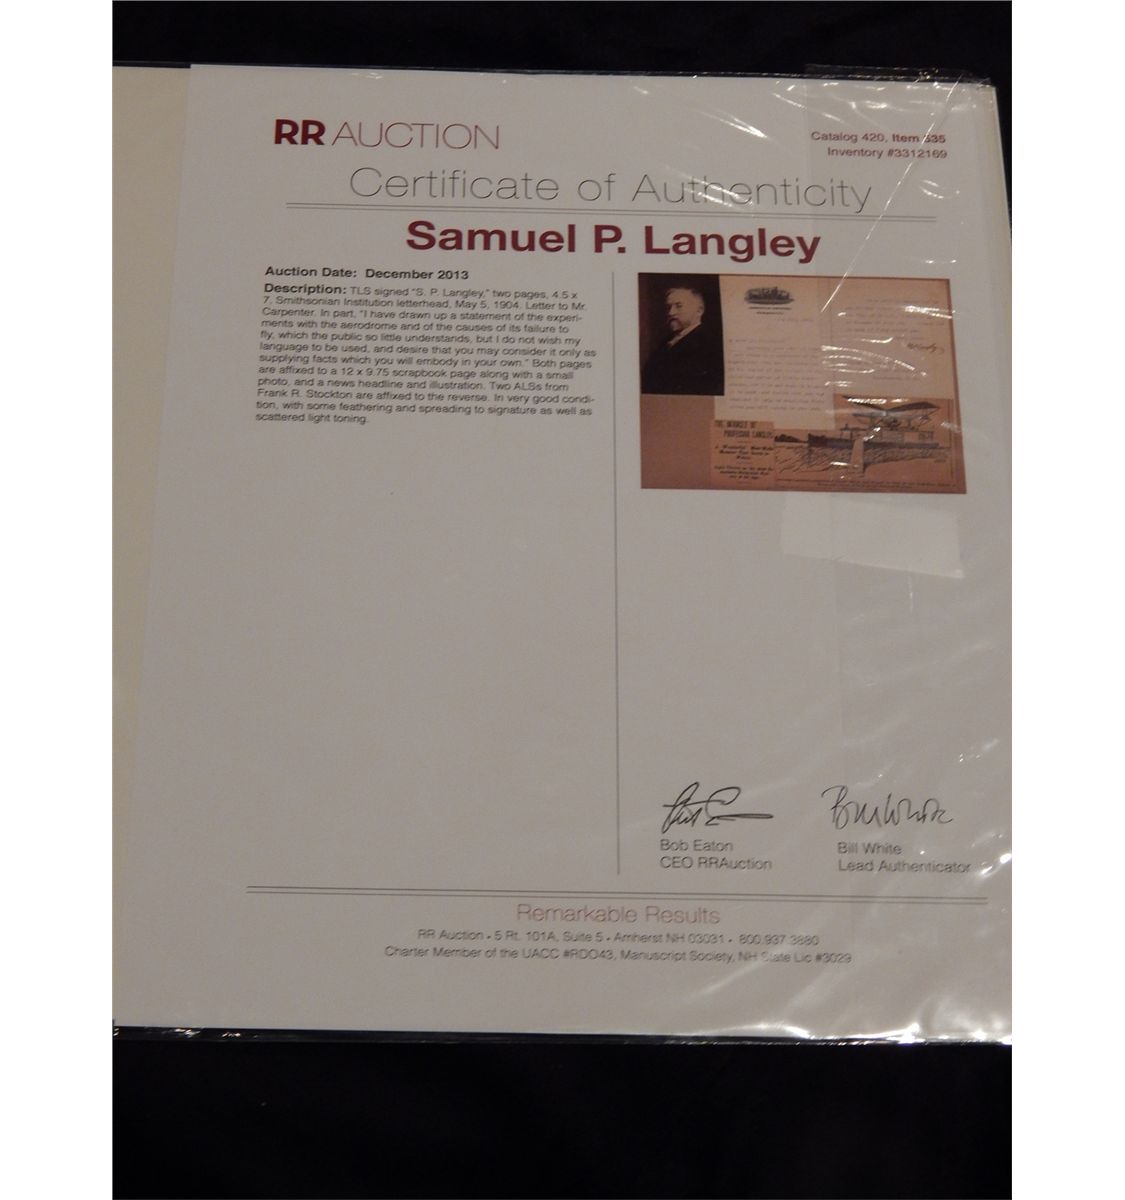 RR AUCTION
Catalog 420, Item 535
Inventory #3312169
Certificate of Authenticity
Samuel P. Langley
Auction Date: December 2013
Description: TLS signed "S. P. Langley," two pages, 4.5 x
7, Smithsonian Institution letterhead, May 5, 1904. Letter to Mr.
Carpenter. In part, "I have drawn up a statement of the experi-
ments with the aerodrome and of the causes of its failure to
fly, which the public so little understands, but I do not wish my
language to be used, and desire that you may consider it only as
supplying facts which you will embody in your own." Both pages
are affixed to a 12 x 9.75 scrapbook page along with a small
photo, and a news headline and illustration. Two ALSs from
Frank R. Stockton are affixed to the reverse. In very good condi-
tion, with some feathering and spreading to signature as well as
scattered light toning.
THE MIRACLE OF
PROFESSOR LANGLEY
Bill White
Bob Eaton
CEO RRAuction
Bill White
Lead Authenticator
Remarkable Results
RR Auction • 5 Rt. 101A, Suite 5 • Amherst NH 03031 • 800.937.3880
Charter Member of the UACC #RDO43, Manuscript Society, NH State Lic #3029